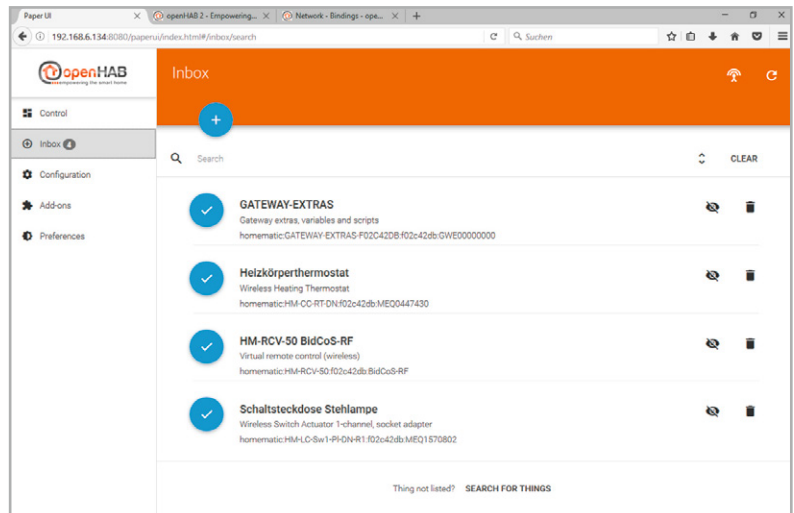 Paper UI
openHAB 2 - Empowering...
Network - Bindings - ope...
192.168.6.134:8080/paperui/index.html#/inbox/search
Suchen
openHAB
empowering the smart home
Inbox
Control
Inbox 4
Configuration
Add-ons
Preferences
Search
CLEAR
GATEWAY-EXTRAS
Gateway extras, variables and scripts
homematic:GATEWAY-EXTRAS-F02C42DB:f02c42db:GWE00000000
Heizkörperthermostat
Wireless Heating Thermostat
homematic:HM-CC-RT-DN:f02c42db:MEQ0447430
HM-RCV-50 BidCoS-RF
Virtual remote control (wireless)
homematic:HM-RCV-50:f02c42db:BidCoS-RF
Schaltsteckdose Stehlampe
Wireless Switch Actuator 1-channel, socket adapter
homematic:HM-LC-Sw1-Pl-DN-R1:f02c42db:MEQ1570802
Thing not listed? SEARCH FOR THINGS